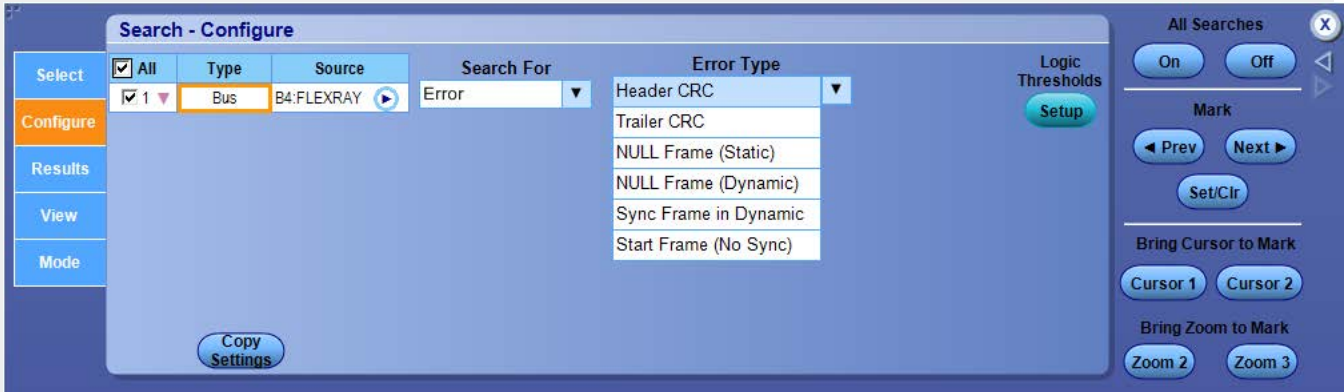 Search - Configure
All Searches
X
On
Off
Select
Configure
Results
View
Mode
All
Type
Source
1
Bus
B4:FLEXRAY
Search For
Error
Error Type
Header CRC
Trailer CRC
NULL Frame (Static)
NULL Frame (Dynamic)
Sync Frame in Dynamic
Start Frame (No Sync)
Logic
Thresholds
Setup
Copy
Settings
Mark
Prev
Next
Set/Clr
Bring Cursor to Mark
Cursor 1
Cursor 2
Bring Zoom to Mark
Zoom 2
Zoom 3